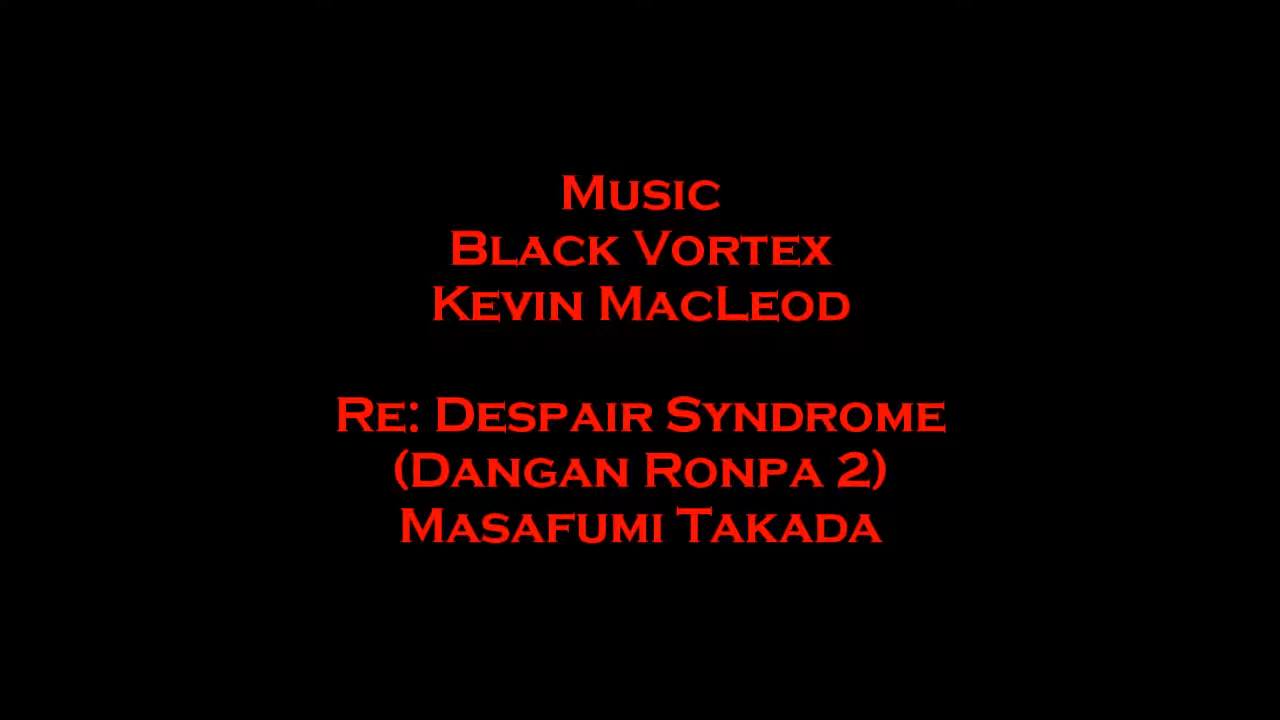 Music
Black Vortex
Kevin MacLeod
Re: Despair Syndrome
(Dangan Ronpa 2)
Masafumi Takada